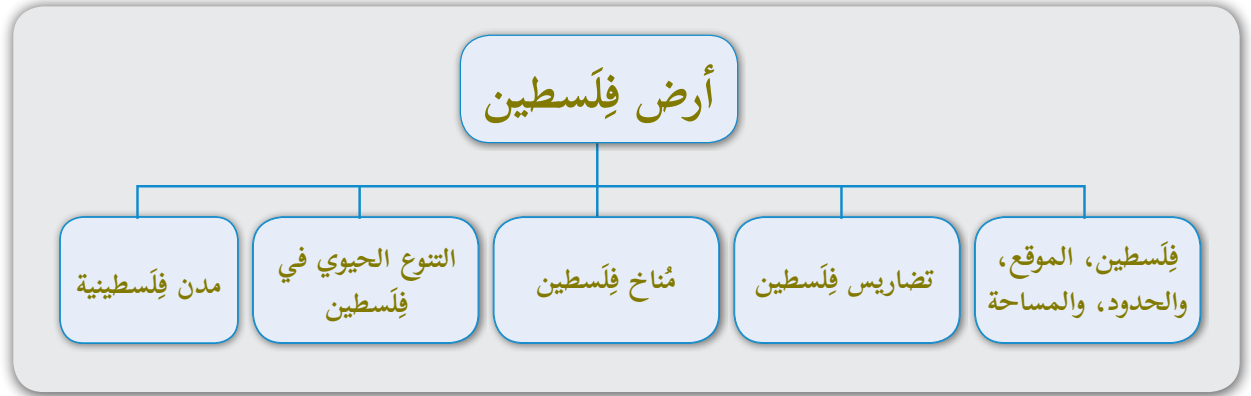 أرض فِلَسطين
فِلَسطين، الموقع،
والحدود، والمساحة
تضاريس فِلَسطين
مُناخ فِلَسطين
التنوع الحيوي في
فِلَسطين
مدن فِلَسطينية